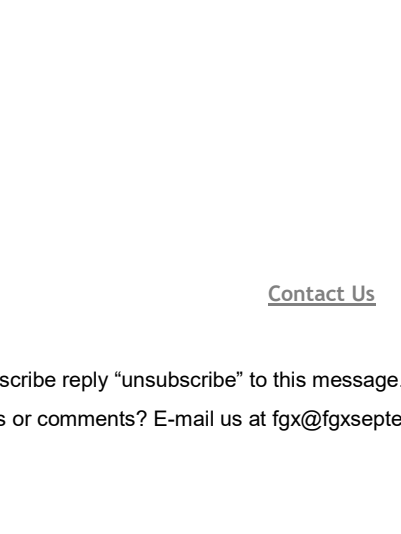 Contact Us
scribe reply “unsubscribe” to this message.
s or comments? E-mail us at fgx@fgxsepte